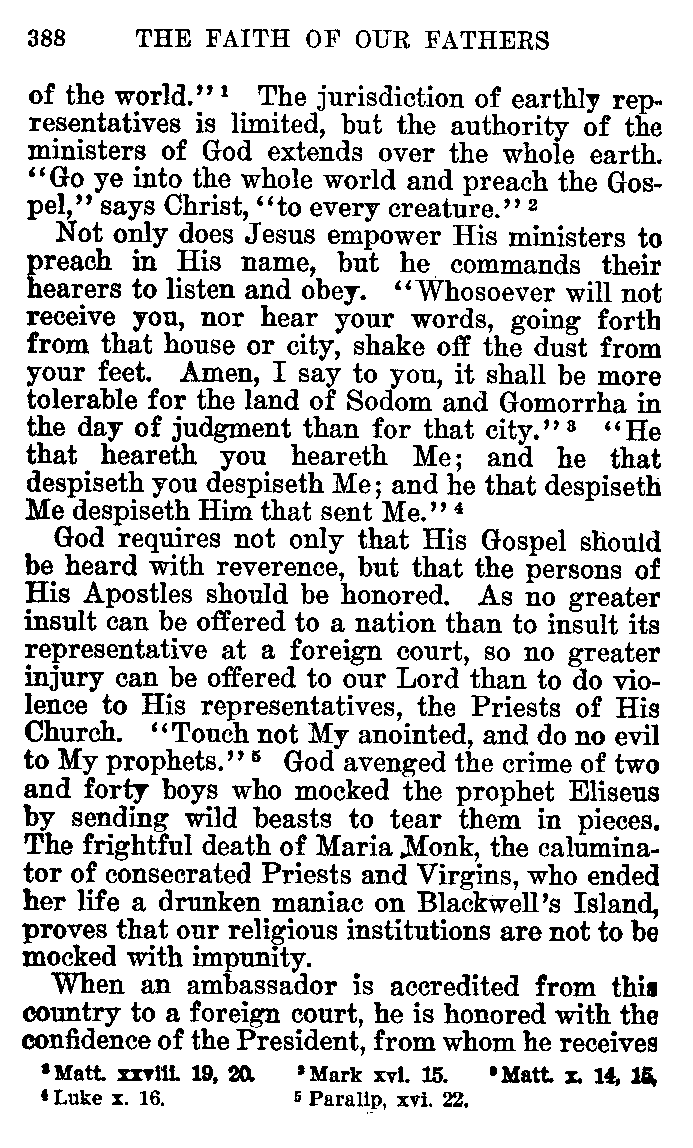 388 THE FAITH OF OUR FATHERS
of the world." ¹ The jurisdiction of earthly rep-
resentatives is limited, but the authority of the
ministers of God extends over the whole earth.
"Go ye into the whole world and preach the Gos-
pel," says Christ, "to every creature." ²
Not only does Jesus empower His ministers to
preach in His name, but he commands their
hearers to listen and obey. "Whosoever will not
receive you, nor hear your words, going forth
from that house or city, shake off the dust from
your feet. Amen, I say to you, it shall be more
tolerable for the land of Sodom and Gomorrha in
the day of judgment than for that city." ³ "He
that heareth you heareth Me; and he that
despiseth you despiseth Me; and he that despiseth
Me despiseth Him that sent Me." ⁴
God requires not only that His Gospel should
be heard with reverence, but that the persons of
His Apostles should be honored. As no greater
insult can be offered to a nation than to insult its
representative at a foreign court, so no greater
injury can be offered to our Lord than to do vio-
lence to His representatives, the Priests of His
Church. "Touch not My anointed, and do no evil
to My prophets." ⁵ God avenged the crime of two
and forty boys who mocked the prophet Eliseus
by sending wild beasts to tear them in pieces.
The frightful death of Maria Monk, the calumina-
tor of consecrated Priests and Virgins, who ended
her life a drunken maniac on Blackwell's Island,
proves that our religious institutions are not to be
mocked with impunity.
When an ambassador is accredited from this
country to a foreign court, he is honored with the
confidence of the President, from whom he receives
¹ Matt. xxviii. 19, 20. ² Mark xvi. 15. ³ Matt. x. 14, 15.
⁴ Luke x. 16. ⁵ Paralip, xvi. 22.